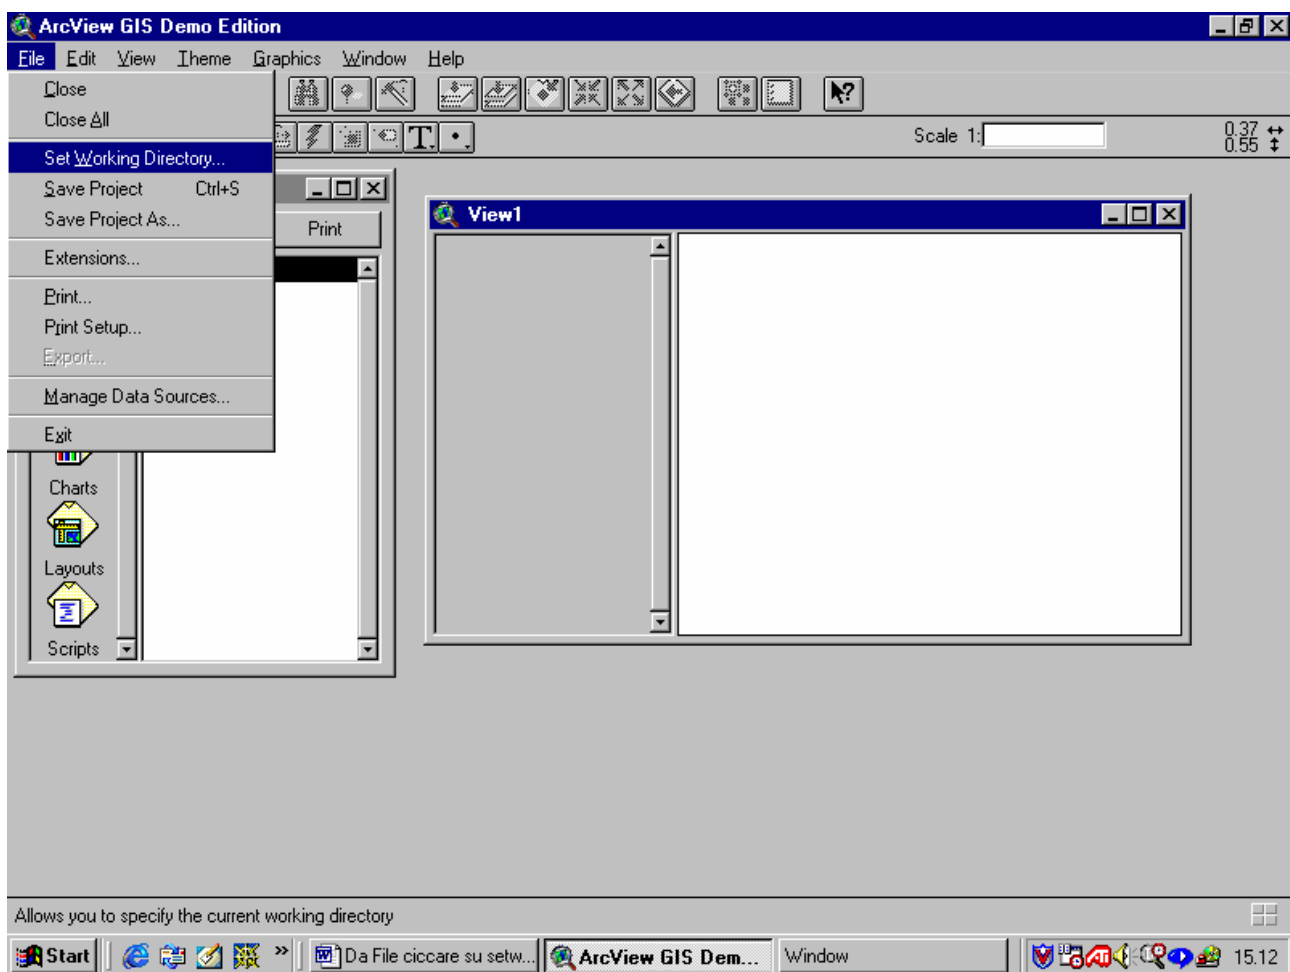 ArcView GIS Demo Edition
File Edit View Theme Graphics Window Help
Close
Close All
Set Working Directory...
Save Project Ctrl+S
Save Project As...
Extensions...
Print...
Print Setup...
Export...
Manage Data Sources...
Exit
T
Scale 1:
0.37
0.55
Print
View1
Charts
Layouts
Scripts
Allows you to specify the current working directory
Start » Da File ciccare su setw... ArcView GIS Dem... Window 15.12